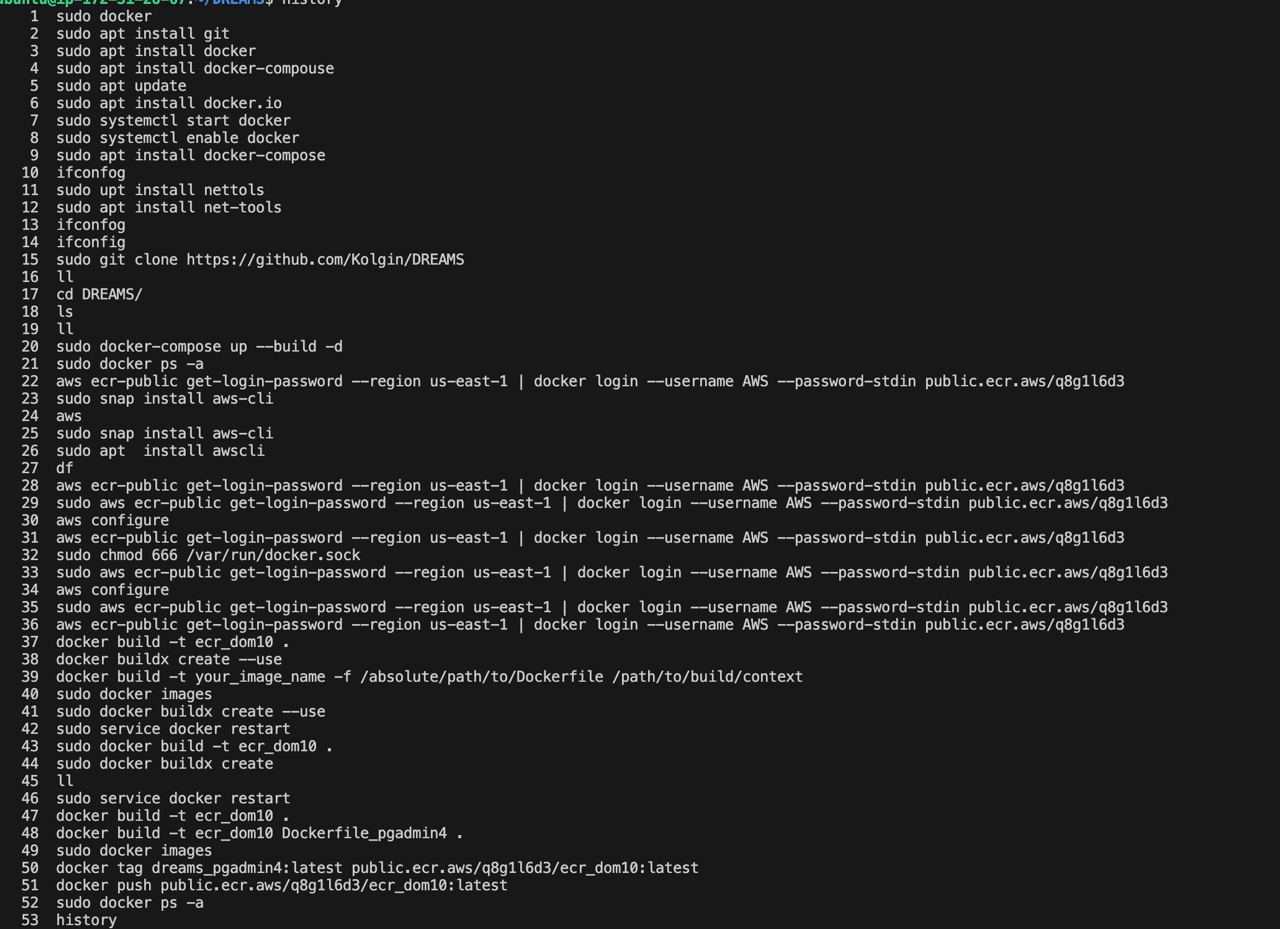 history
1 sudo docker
2 sudo apt install git
3 sudo apt install docker
4 sudo apt install docker-compouse
5 sudo apt update
6 sudo apt install docker.io
7 sudo systemctl start docker
8 sudo systemctl enable docker
9 sudo apt install docker-compose
10 ifconfog
11 sudo upt install nettols
12 sudo apt install net-tools
13 ifconfog
14 ifconfig
15 sudo git clone https://github.com/Kolgin/DREAMS
16 ll
17 cd DREAMS/
18 ls
19 ll
20 sudo docker-compose up --build -d
21 sudo docker ps -a
22 aws ecr-public get-login-password --region us-east-1 | docker login --username AWS --password-stdin public.ecr.aws/q8g1l6d3
23 sudo snap install aws-cli
24 aws
25 sudo snap install aws-cli
26 sudo apt  install awscli
27 df
28 aws ecr-public get-login-password --region us-east-1 | docker login --username AWS --password-stdin public.ecr.aws/q8g1l6d3
29 sudo aws ecr-public get-login-password --region us-east-1 | docker login --username AWS --password-stdin public.ecr.aws/q8g1l6d3
30 aws configure
31 aws ecr-public get-login-password --region us-east-1 | docker login --username AWS --password-stdin public.ecr.aws/q8g1l6d3
32 sudo chmod 666 /var/run/docker.sock
33 sudo aws ecr-public get-login-password --region us-east-1 | docker login --username AWS --password-stdin public.ecr.aws/q8g1l6d3
34 aws configure
35 sudo aws ecr-public get-login-password --region us-east-1 | docker login --username AWS --password-stdin public.ecr.aws/q8g1l6d3
36 aws ecr-public get-login-password --region us-east-1 | docker login --username AWS --password-stdin public.ecr.aws/q8g1l6d3
37 docker build -t ecr_dom10 .
38 docker buildx create --use
39 docker build -t your_image_name -f /absolute/path/to/Dockerfile /path/to/build/context
40 sudo docker images
41 sudo docker buildx create --use
42 sudo service docker restart
43 sudo docker build -t ecr_dom10 .
44 sudo docker buildx create
45 ll
46 sudo service docker restart
47 docker build -t ecr_dom10 .
48 docker build -t ecr_dom10 Dockerfile_pgadmin4 .
49 sudo docker images
50 docker tag dreams_pgadmin4:latest public.ecr.aws/q8g1l6d3/ecr_dom10:latest
51 docker push public.ecr.aws/q8g1l6d3/ecr_dom10:latest
52 sudo docker ps -a
53 history